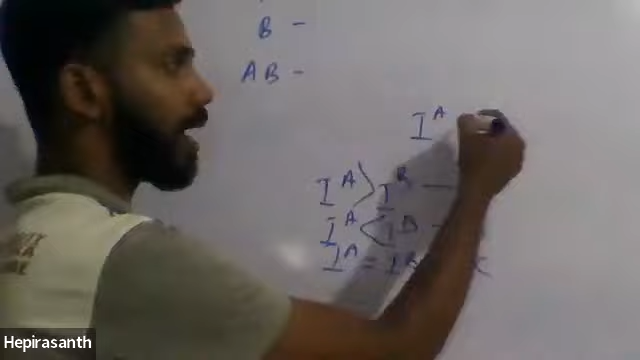 B -
AB -
I^A
I^A > I^B —
I^A < I^B -
I^A = I^B
Hepirasanth